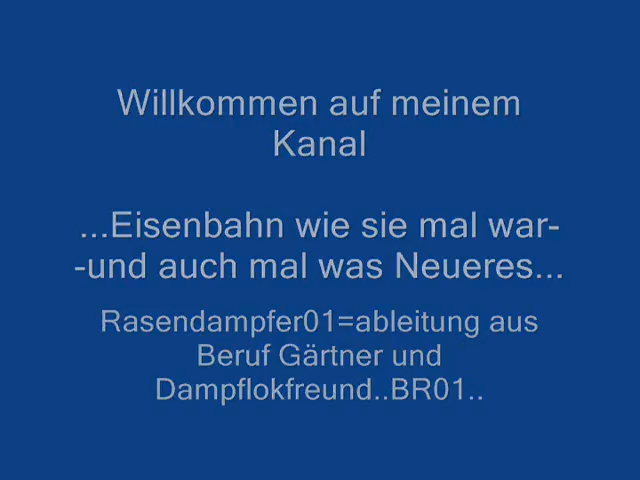 Willkommen auf meinem
Kanal
...Eisenbahn wie sie mal war-
-und auch mal was Neueres...
Rasendampfer01=ableitung aus
Beruf Gärtner und
Dampflokfreund..BR01..